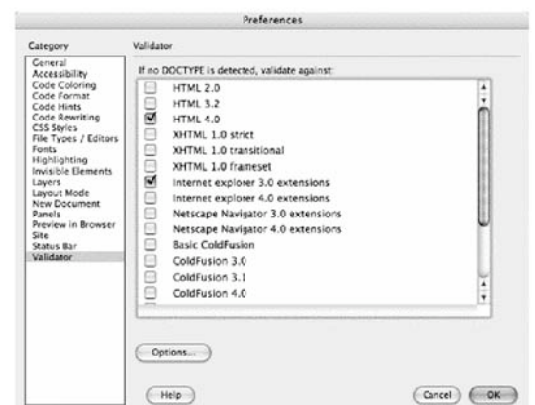 Preferences
Category
General
Accessibility
Code Coloring
Code Format
Code Hints
Code Rewriting
CSS Styles
File Types / Editors
Fonts
Highlighting
Invisible Elements
Layers
Layout Mode
New Document
Panels
Preview in Browser
Site
Status Bar
Validator
Validator
If no DOCTYPE is detected, validate against:
HTML 2.0
HTML 3.2
HTML 4.0
XHTML 1.0 strict
XHTML 1.0 transitional
XHTML 1.0 frameset
Internet explorer 3.0 extensions
Internet explorer 4.0 extensions
Netscape Navigator 3.0 extensions
Netscape Navigator 4.0 extensions
Basic ColdFusion
ColdFusion 3.0
ColdFusion 3.1
ColdFusion 4.0
Options...
Help
Cancel
OK